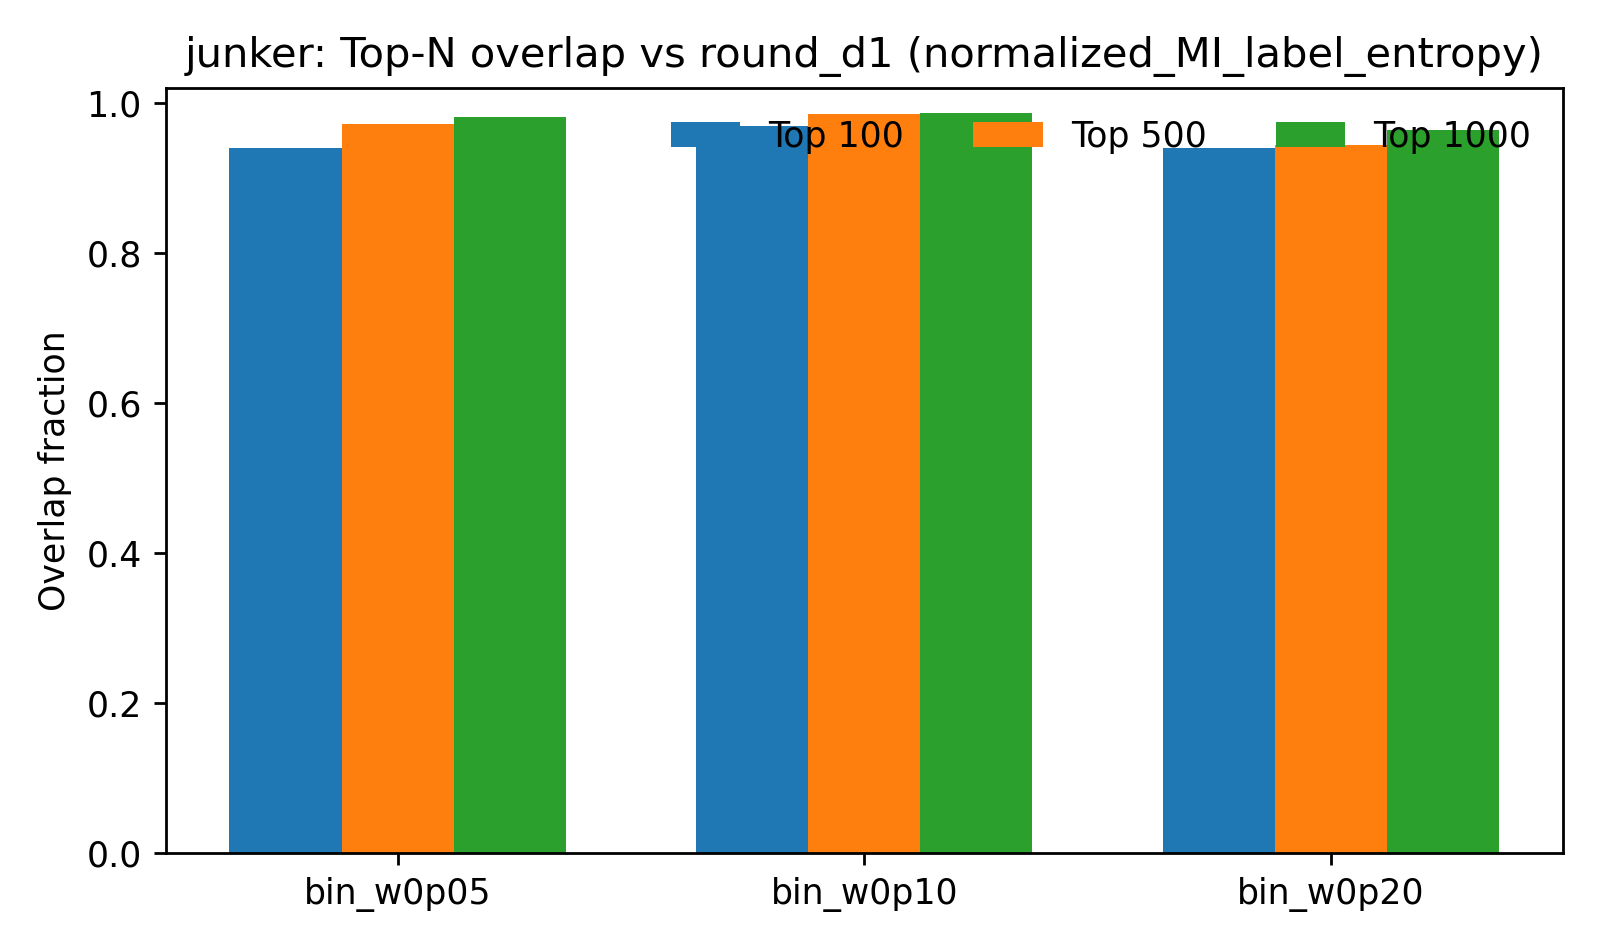 junker: Top-N overlap vs round_d1 (normalized_MI_label_entropy)
Top 100 Top 500 Top 1000
1.0
0.8
0.6
0.4
0.2
0.0
Overlap fraction
bin_w0p05 bin_w0p10 bin_w0p20